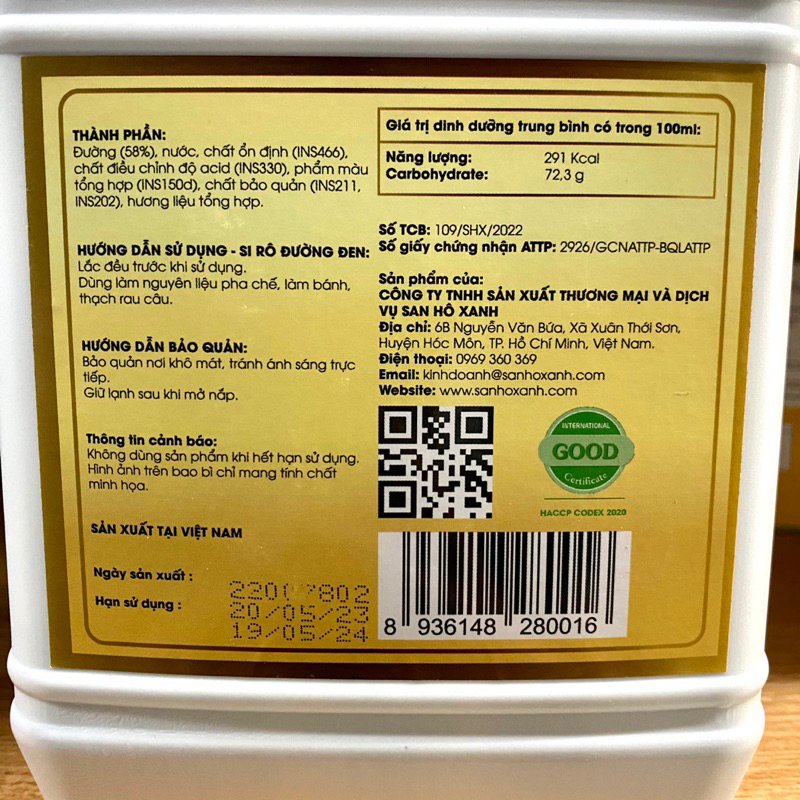 THÀNH PHẦN:
Đường (58%), nước, chất ổn định (INS466),
chất điều chỉnh độ acid (INS330), phẩm màu
tổng hợp (INS150d), chất bảo quản (INS211,
INS202), hương liệu tổng hợp.
HƯỚNG DẪN SỬ DỤNG - SI RÔ ĐƯỜNG ĐEN:
Lắc đều trước khi sử dụng.
Dùng làm nguyên liệu pha chế, làm bánh,
thạch rau câu.
HƯỚNG DẪN BẢO QUẢN:
Bảo quản nơi khô mát, tránh ánh sáng trực
tiếp.
Giữ lạnh sau khi mở nắp.
Thông tin cảnh báo:
Không dùng sản phẩm khi hết hạn sử dụng.
Hình ảnh trên bao bì chỉ mang tính chất
minh họa.
SẢN XUẤT TẠI VIỆT NAM
Ngày sản xuất :
Hạn sử dụng :
20/05/23
19/05/24
Giá trị dinh dưỡng trung bình có trong 100ml:
Năng lượng: 291 Kcal
Carbohydrate: 72,3 g
Số TCB: 109/SHX/2022
Số giấy chứng nhận ATTP: 2926/GCNATTP-BQLATTP
Sản phẩm của:
CÔNG TY TNHH SẢN XUẤT THƯƠNG MẠI VÀ DỊCH
VỤ SAN HÔ XANH
Địa chỉ: 6B Nguyễn Văn Bứa, Xã Xuân Thới Sơn,
Huyện Hóc Môn, TP. Hồ Chí Minh, Việt Nam.
Điện thoại: 0969 360 369
Email: kinhdoanh@sanhoxanh.com
Website: www.sanhoxanh.com
INTERNATIONAL
GOOD
Certificate
HACCP CODEX 2020
8 936148 280016